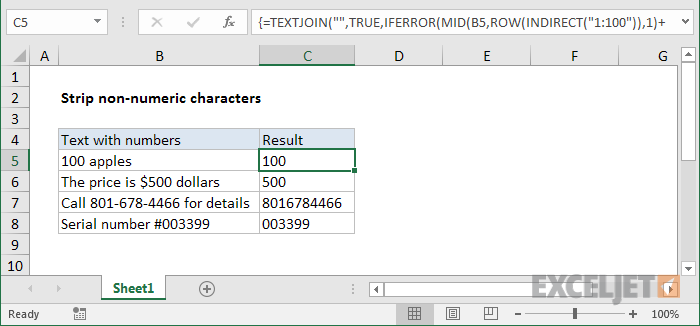 C5 fx {=TEXTJOIN("",TRUE,IFERROR(MID(B5,ROW(INDIRECT("1:100")),1)+
A B C D E F G
1
2 Strip non-numeric characters
3
4 Text with numbers Result
5 100 apples 100
6 The price is $500 dollars 500
7 Call 801-678-4466 for details 8016784466
8 Serial number #003399 003399
9
10
Sheet1
EXCELJET
Ready 100%